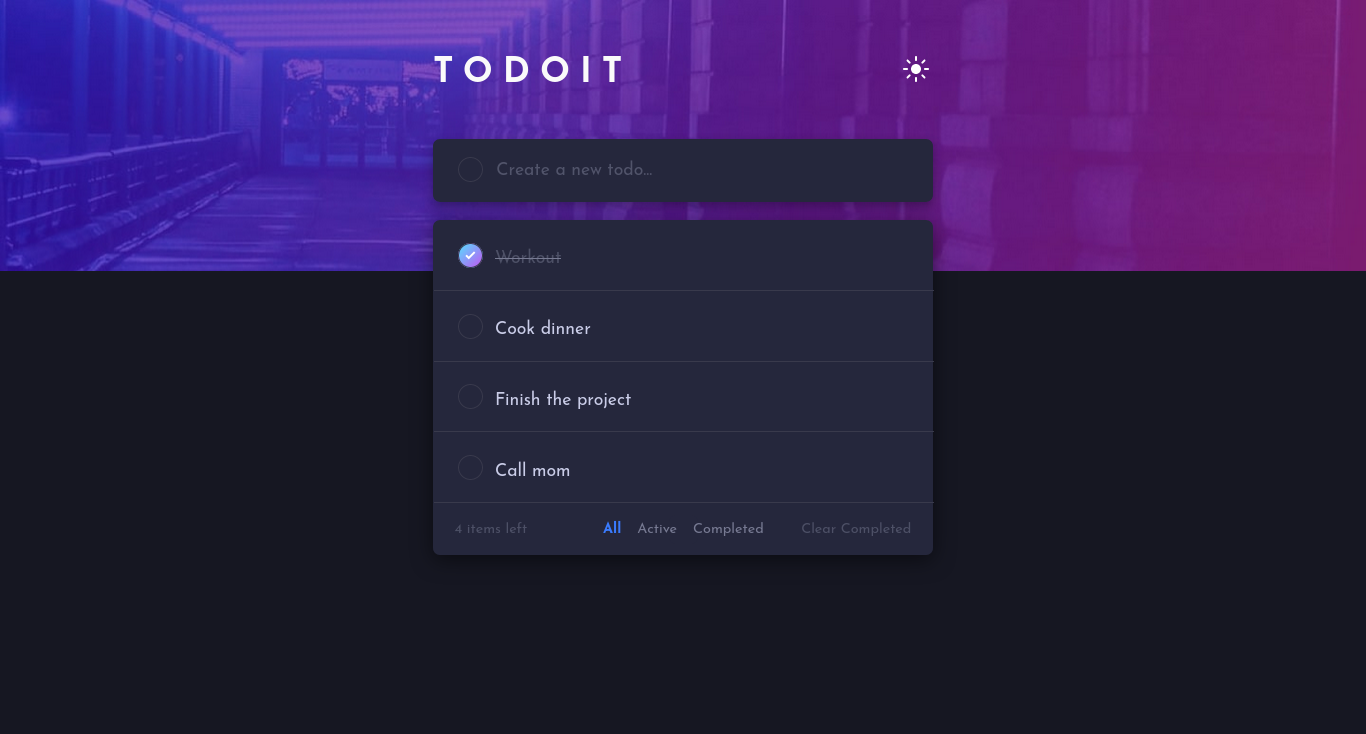 TODOIT
Create a new todo...
Workout
Cook dinner
Finish the project
Call mom
4 items left All Active Completed Clear Completed